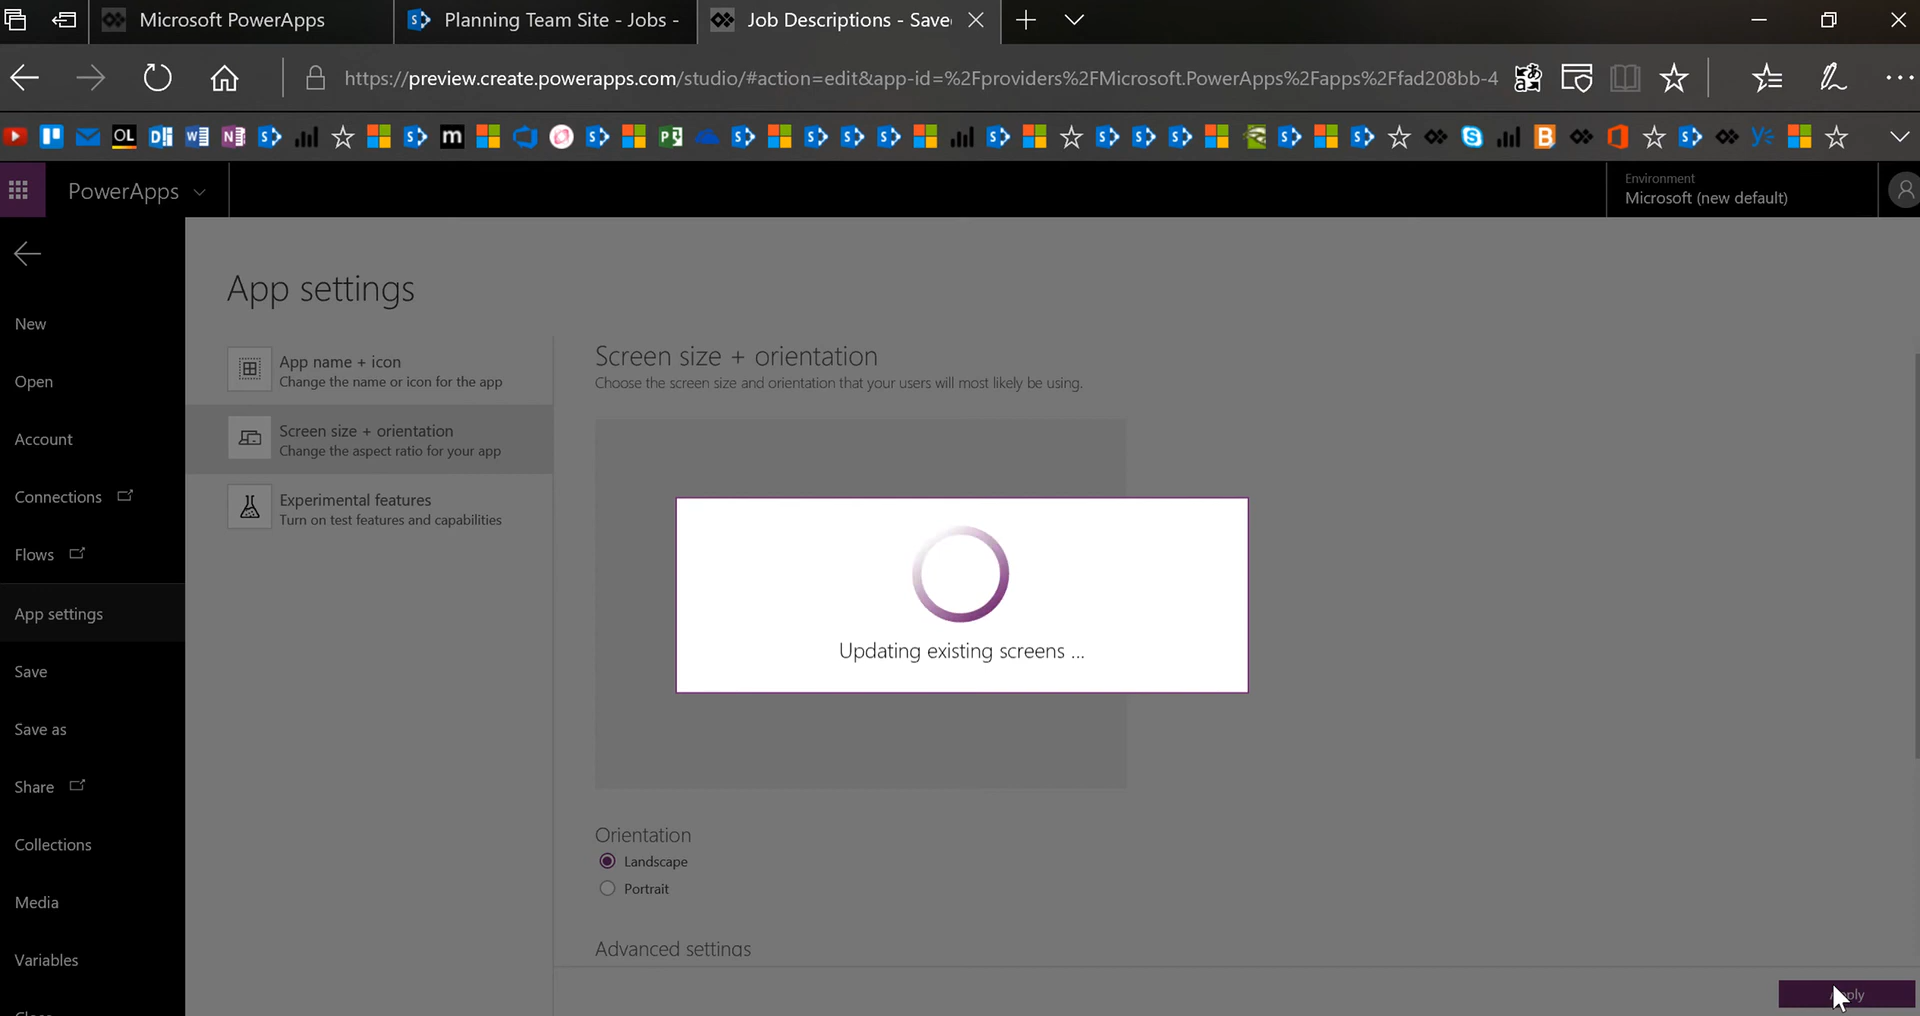 Microsoft PowerApps
Planning Team Site - Jobs -
Job Descriptions - Save
https://preview.create.powerapps.com/studio/#action=edit&app-id=%2Fproviders%2FMicrosoft.PowerApps%2Fapps%2Ffad208bb-4
OL
m
PowerApps
Environment
Microsoft (new default)
App settings
New
Open
Account
Connections
Flows
App settings
Save
Save as
Share
Collections
Media
Variables
Close
App name + icon
Change the name or icon for the app
Screen size + orientation
Change the aspect ratio for your app
Experimental features
Turn on test features and capabilities
Screen size + orientation
Choose the screen size and orientation that your users will most likely be using.
Updating existing screens ...
Orientation
Landscape
Portrait
Advanced settings
Apply